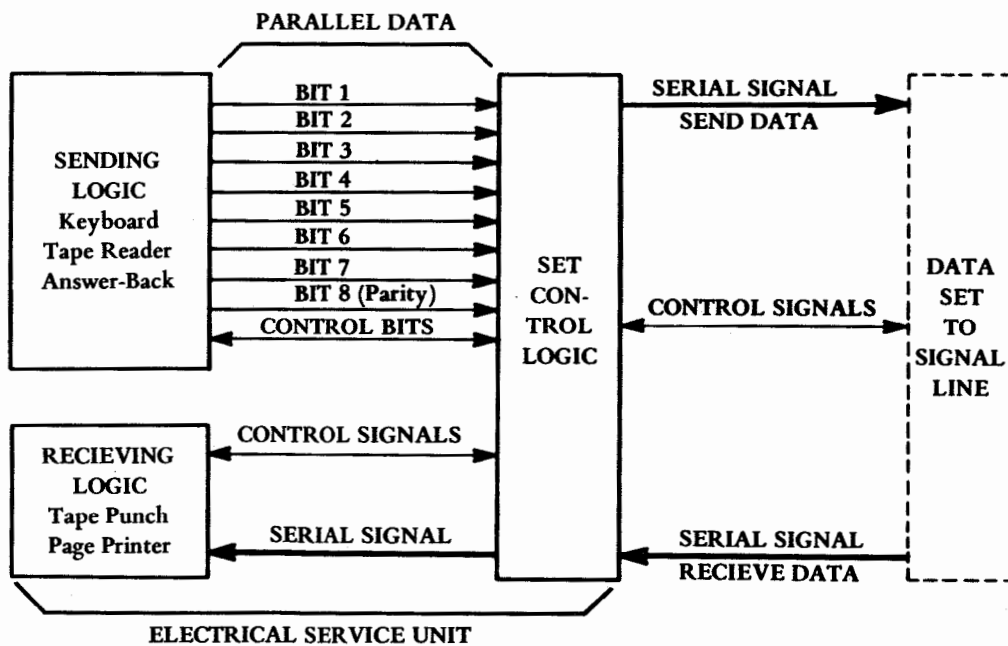 PARALLEL DATA
SENDING
LOGIC
Keyboard
Tape Reader
Answer-Back
BIT 1
BIT 2
BIT 3
BIT 4
BIT 5
BIT 6
BIT 7
BIT 8 (Parity)
CONTROL BITS
SET
CON-
TROL
LOGIC
SERIAL SIGNAL
SEND DATA
CONTROL SIGNALS
DATA
SET
TO
SIGNAL
LINE
RECIEVING
LOGIC
Tape Punch
Page Printer
CONTROL SIGNALS
SERIAL SIGNAL
SERIAL SIGNAL
RECIEVE DATA
ELECTRICAL SERVICE UNIT